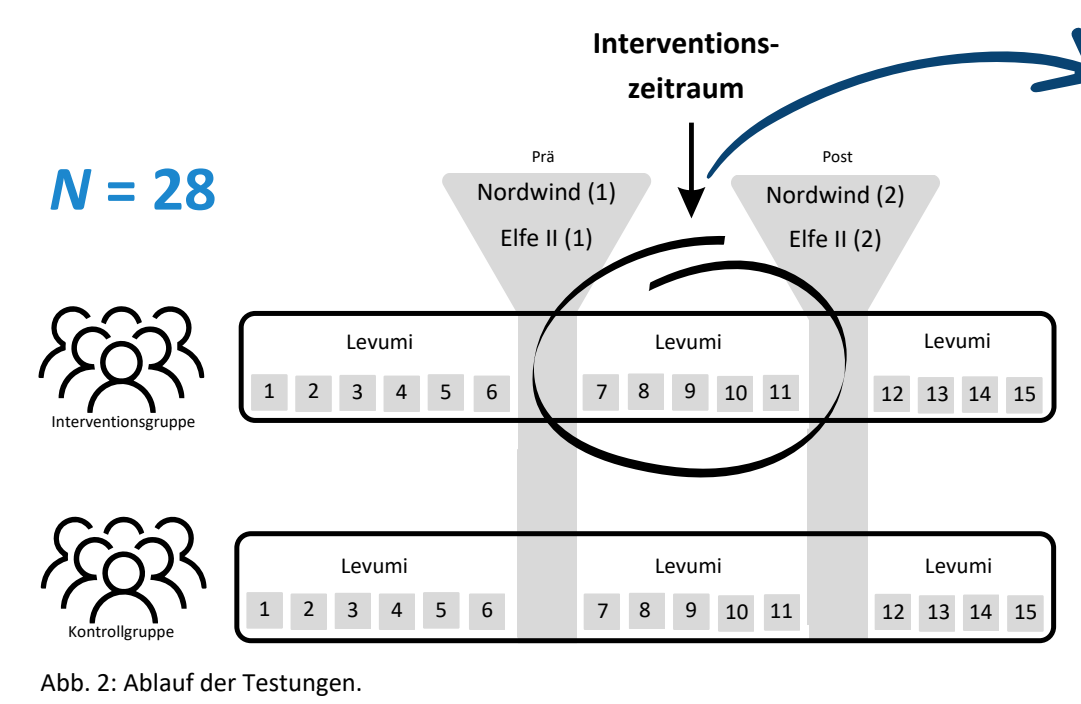 Interventions-
zeitraum
N = 28
Prä
Nordwind (1)
Elfe II (1)
Post
Nordwind (2)
Elfe II (2)
Interventionsgruppe
Levumi
1 2 3 4 5 6
Levumi
7 8 9 10 11
Levumi
12 13 14 15
Kontrollgruppe
Levumi
1 2 3 4 5 6
Levumi
7 8 9 10 11
Levumi
12 13 14 15
Abb. 2: Ablauf der Testungen.